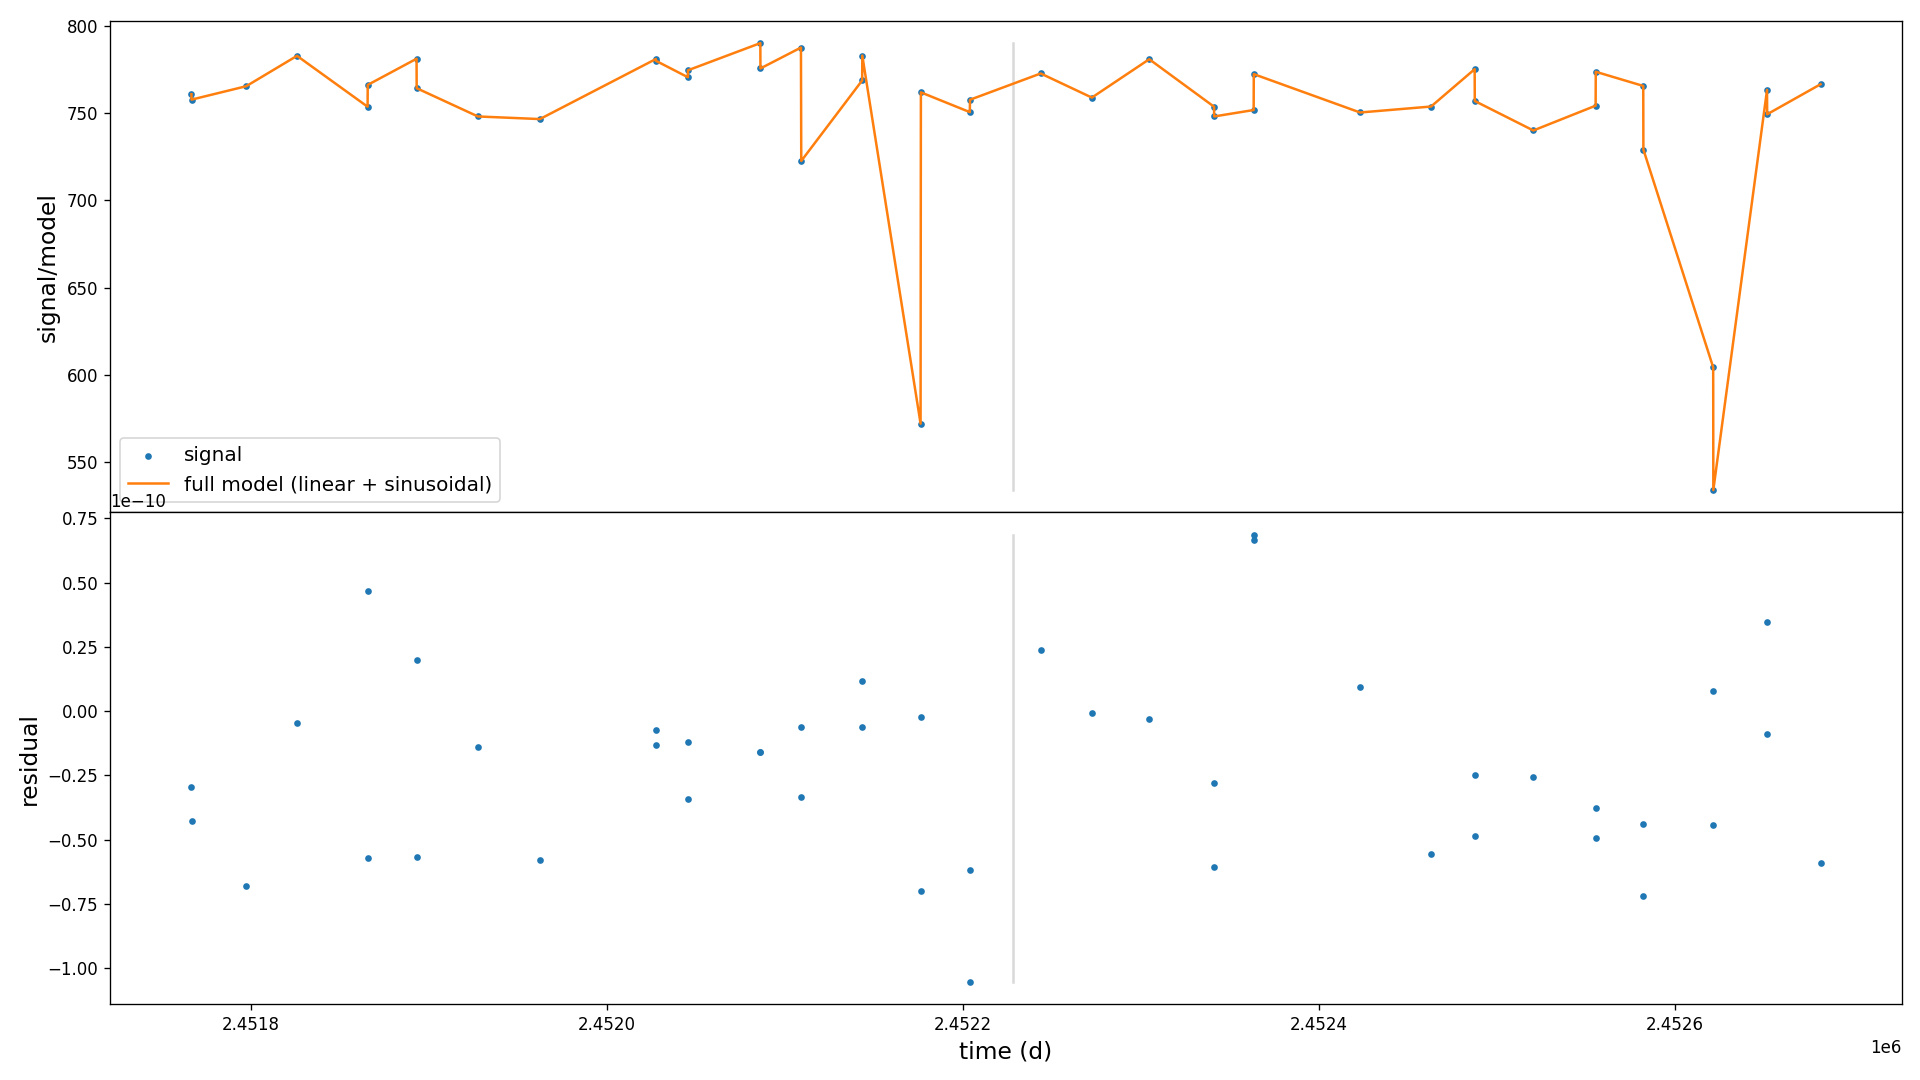 800
750
700
650
600
550
signal/model
signal
full model (linear + sinusoidal)
1e−10
0.75
0.50
0.25
0.00
−0.25
−0.50
−0.75
−1.00
residual
2.4518
2.4520
2.4522
2.4524
2.4526
1e6
time (d)